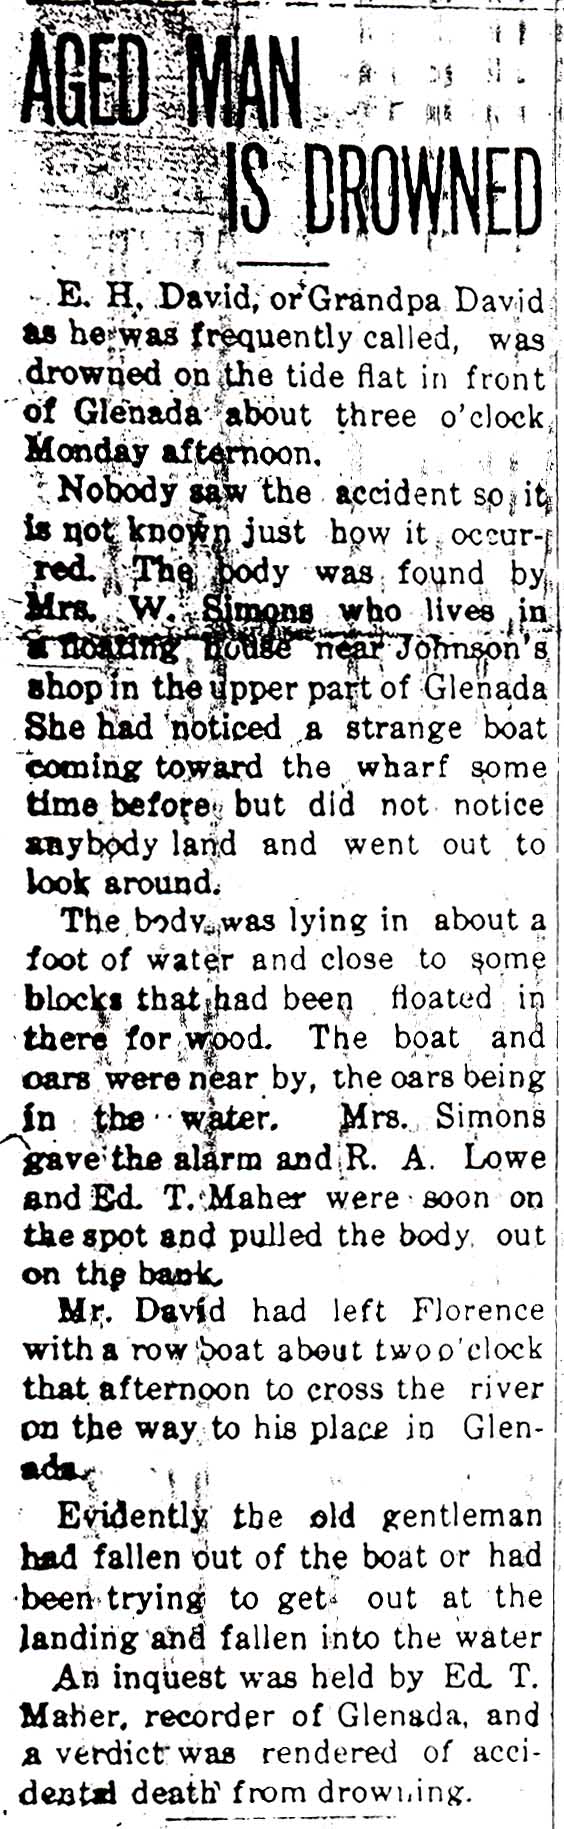 AGED MAN
IS DROWNED
E. H. David, or Grandpa David
as he was frequently called, was
drowned on the tide flat in front
of Glenada about three o'clock
Monday afternoon.
Nobody saw the accident so it
is not known just how it occur-
red. The body was found by
Mrs. W. Simons who lives in
a floating house near Johnson's
shop in the upper part of Glenada
She had noticed a strange boat
coming toward the wharf some
time before but did not notice
anybody land and went out to
look around.
The body was lying in about a
foot of water and close to some
blocks that had been floated in
there for wood. The boat and
oars were near by, the oars being
in the water. Mrs. Simons
gave the alarm and R. A. Lowe
and Ed. T. Maher were soon on
the spot and pulled the body out
on the bank.
Mr. David had left Florence
with a row boat about two o'clock
that afternoon to cross the river
on the way to his place in Glen-
ada.
Evidently the old gentleman
had fallen out of the boat or had
been trying to get out at the
landing and fallen into the water
An inquest was held by Ed. T.
Maher, recorder of Glenada, and
a verdict was rendered of acci-
dental death from drowning.